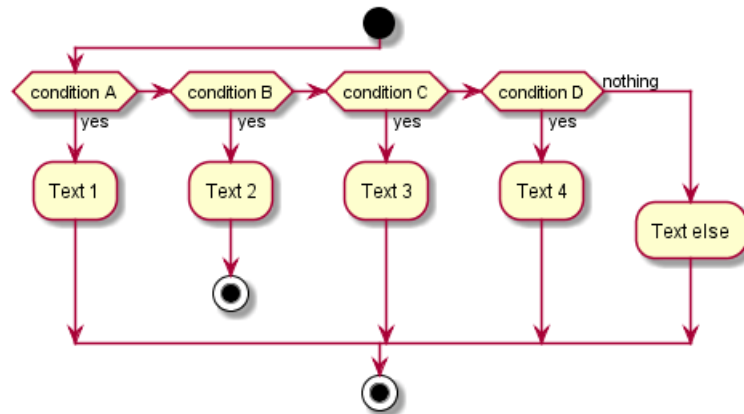 condition A
condition B
condition C
condition D
nothing
yes
yes
yes
yes
Text 1
Text 2
Text 3
Text 4
Text else